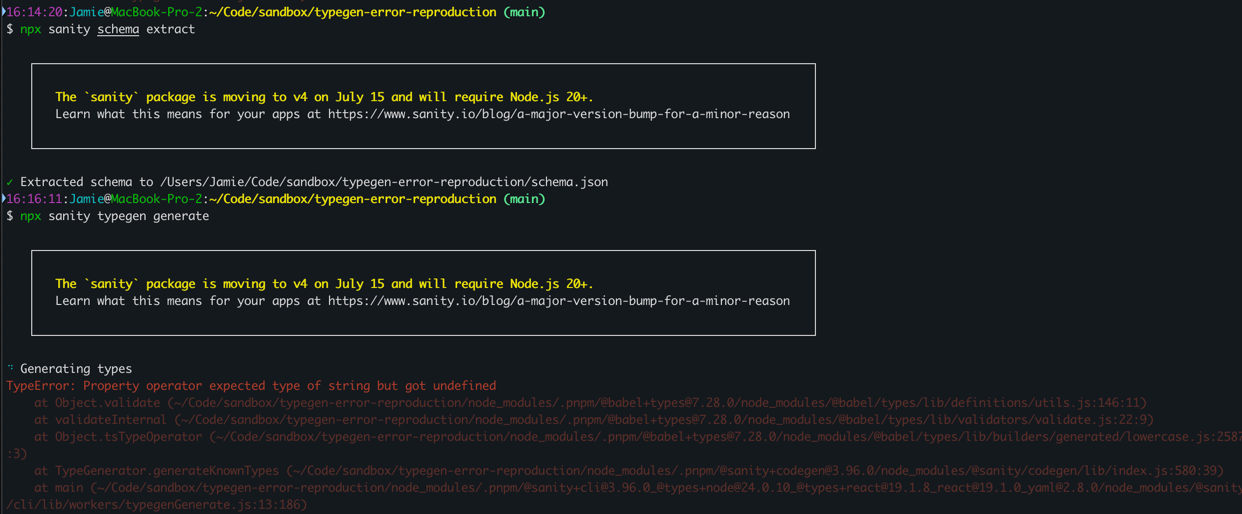 16:14:20:Jamie@MacBook-Pro-2:~/Code/sandbox/typegen-error-reproduction (main)
$ npx sanity schema extract
The `sanity` package is moving to v4 on July 15 and will require Node.js 20+.
Learn what this means for your apps at https://www.sanity.io/blog/a-major-version-bump-for-a-minor-reason
✓ Extracted schema to /Users/Jamie/Code/sandbox/typegen-error-reproduction/schema.json
16:16:11:Jamie@MacBook-Pro-2:~/Code/sandbox/typegen-error-reproduction (main)
$ npx sanity typegen generate
The `sanity` package is moving to v4 on July 15 and will require Node.js 20+.
Learn what this means for your apps at https://www.sanity.io/blog/a-major-version-bump-for-a-minor-reason
Generating types
TypeError: Property operator expected type of string but got undefined
at Object.validate (~/Code/sandbox/typegen-error-reproduction/node_modules/.pnpm/@babel+types@7.28.0/node_modules/@babel/types/lib/definitions/utils.js:146:11)
at validateInternal (~/Code/sandbox/typegen-error-reproduction/node_modules/.pnpm/@babel+types@7.28.0/node_modules/@babel/types/lib/validators/validate.js:22:9)
at Object.tsTypeOperator (~/Code/sandbox/typegen-error-reproduction/node_modules/.pnpm/@babel+types@7.28.0/node_modules/@babel/types/lib/builders/generated/lowercase.js:2587
:3)
at TypeGenerator.generateKnownTypes (~/Code/sandbox/typegen-error-reproduction/node_modules/.pnpm/@sanity+codegen@3.96.0/node_modules/@sanity/codegen/lib/index.js:580:39)
at main (~/Code/sandbox/typegen-error-reproduction/node_modules/.pnpm/@sanity+cli@3.96.0_@types+node@24.0.10_@types+react@19.1.8_react@19.1.0_yaml@2.8.0/node_modules/@sanity
/cli/lib/workers/typegenGenerate.js:13:186)